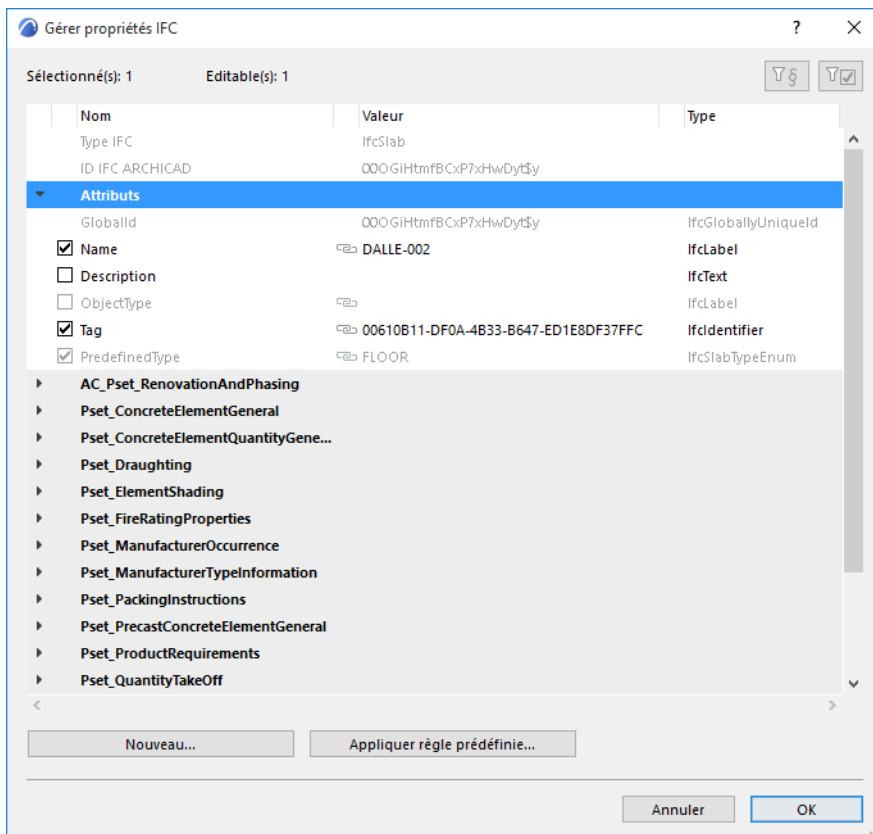 Gérer propriétés IFC ?
Sélectionné(s): 1 Editable(s): 1
Nom Valeur Type
Type IFC IfcSlab
ID IFC ARCHICAD 00OGiHtmfBCxP7xHwDyt$y
Attributs
GlobalId 00OGiHtmfBCxP7xHwDyt$y IfcGloballyUniqueId
Name DALLE-002 IfcLabel
Description IfcText
ObjectType IfcLabel
Tag 00610B11-DF0A-4B33-B647-ED1E8DF37FFC IfcIdentifier
PredefinedType FLOOR IfcSlabTypeEnum
AC_Pset_RenovationAndPhasing
Pset_ConcreteElementGeneral
Pset_ConcreteElementQuantityGene...
Pset_Draughting
Pset_ElementShading
Pset_FireRatingProperties
Pset_ManufacturerOccurrence
Pset_ManufacturerTypeInformation
Pset_PackingInstructions
Pset_PrecastConcreteElementGeneral
Pset_ProductRequirements
Pset_QuantityTakeOff
Nouveau... Appliquer règle prédéfinie...
Annuler OK